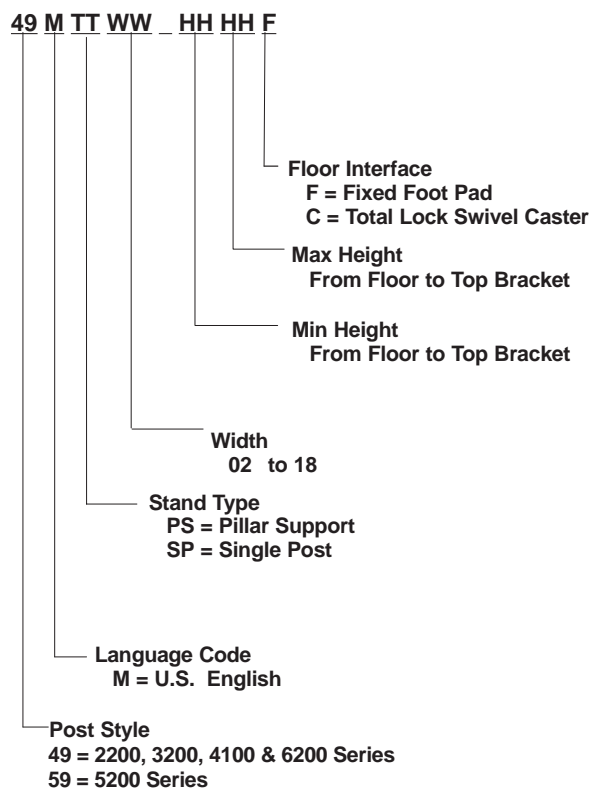 49 M TT WW _ HH HH F
Floor Interface
F = Fixed Foot Pad
C = Total Lock Swivel Caster
Max Height
From Floor to Top Bracket
Min Height
From Floor to Top Bracket
Width
02 to 18
Stand Type
PS = Pillar Support
SP = Single Post
Language Code
M = U.S. English
Post Style
49 = 2200, 3200, 4100 & 6200 Series
59 = 5200 Series